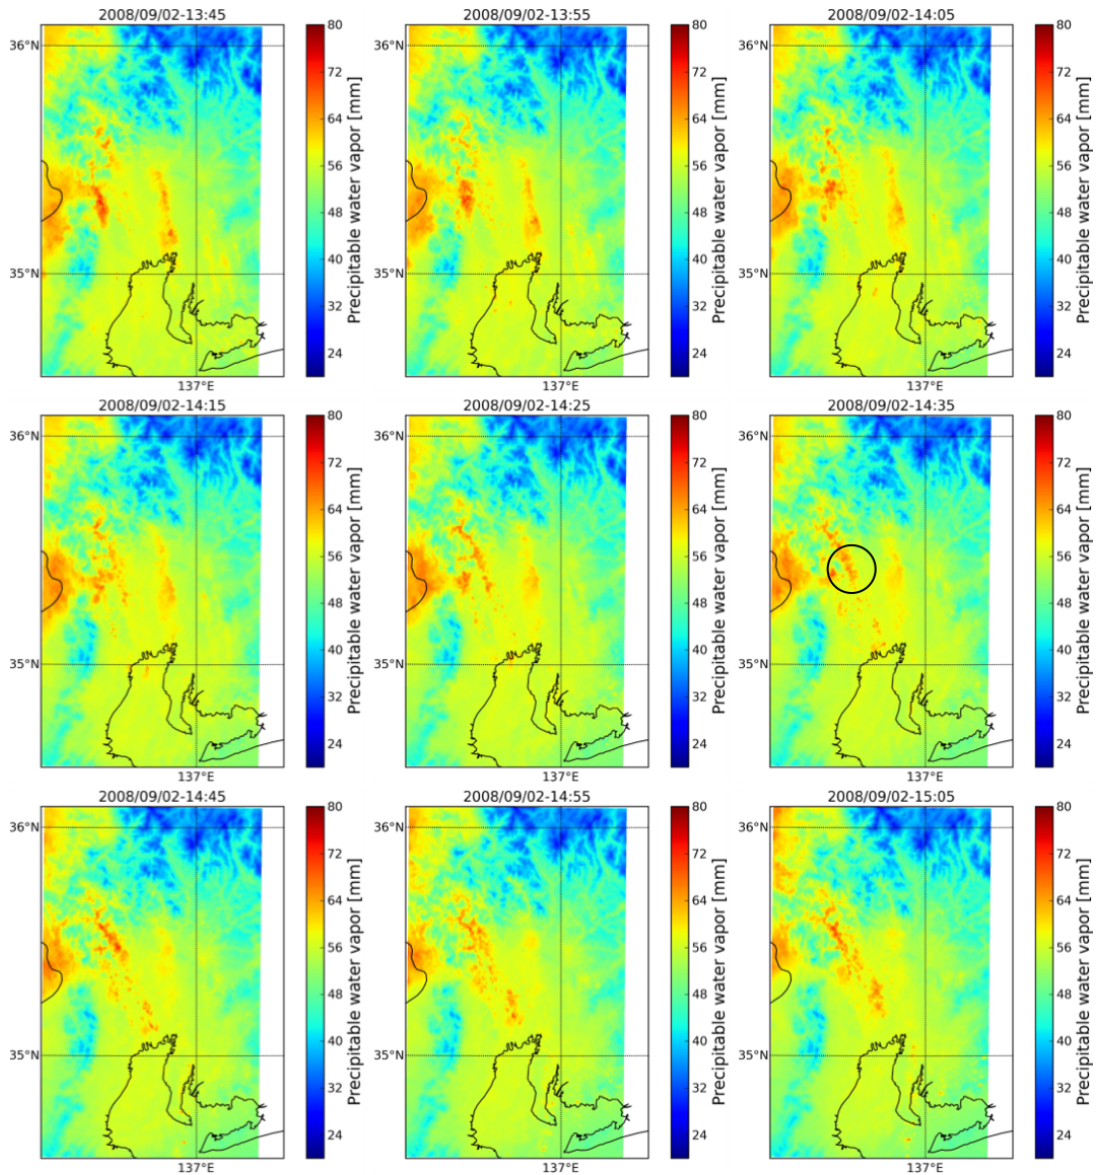 2008/09/02-13:45
2008/09/02-13:55
2008/09/02-14:05
36°N
35°N
137°E
80
72
64
56
48
40
32
24
Precipitable water vapor [mm]
36°N
35°N
137°E
80
72
64
56
48
40
32
24
Precipitable water vapor [mm]
36°N
35°N
137°E
80
72
64
56
48
40
32
24
Precipitable water vapor [mm]
2008/09/02-14:15
2008/09/02-14:25
2008/09/02-14:35
36°N
35°N
137°E
80
72
64
56
48
40
32
24
Precipitable water vapor [mm]
36°N
35°N
137°E
80
72
64
56
48
40
32
24
Precipitable water vapor [mm]
36°N
35°N
137°E
80
72
64
56
48
40
32
24
Precipitable water vapor [mm]
2008/09/02-14:45
2008/09/02-14:55
2008/09/02-15:05
36°N
35°N
137°E
80
72
64
56
48
40
32
24
Precipitable water vapor [mm]
36°N
35°N
137°E
80
72
64
56
48
40
32
24
Precipitable water vapor [mm]
36°N
35°N
137°E
80
72
64
56
48
40
32
24
Precipitable water vapor [mm]